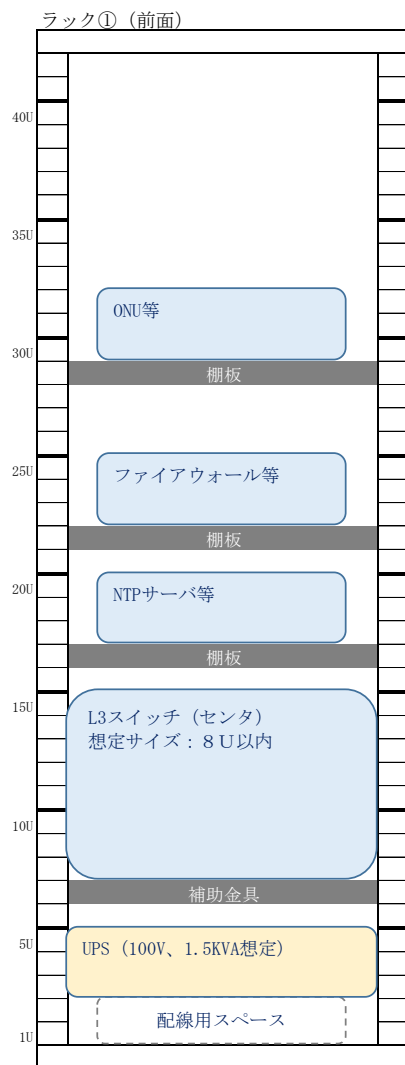 ラック①（前面）
40U
35U
ONU等
30U
棚板
ファイアウォール等
25U
棚板
20U
NTPサーバ等
棚板
15U
L3スイッチ（センタ）
想定サイズ：８Ｕ以内
10U
補助金具
5U
UPS（100V、1.5KVA想定）
配線用スペース
1U